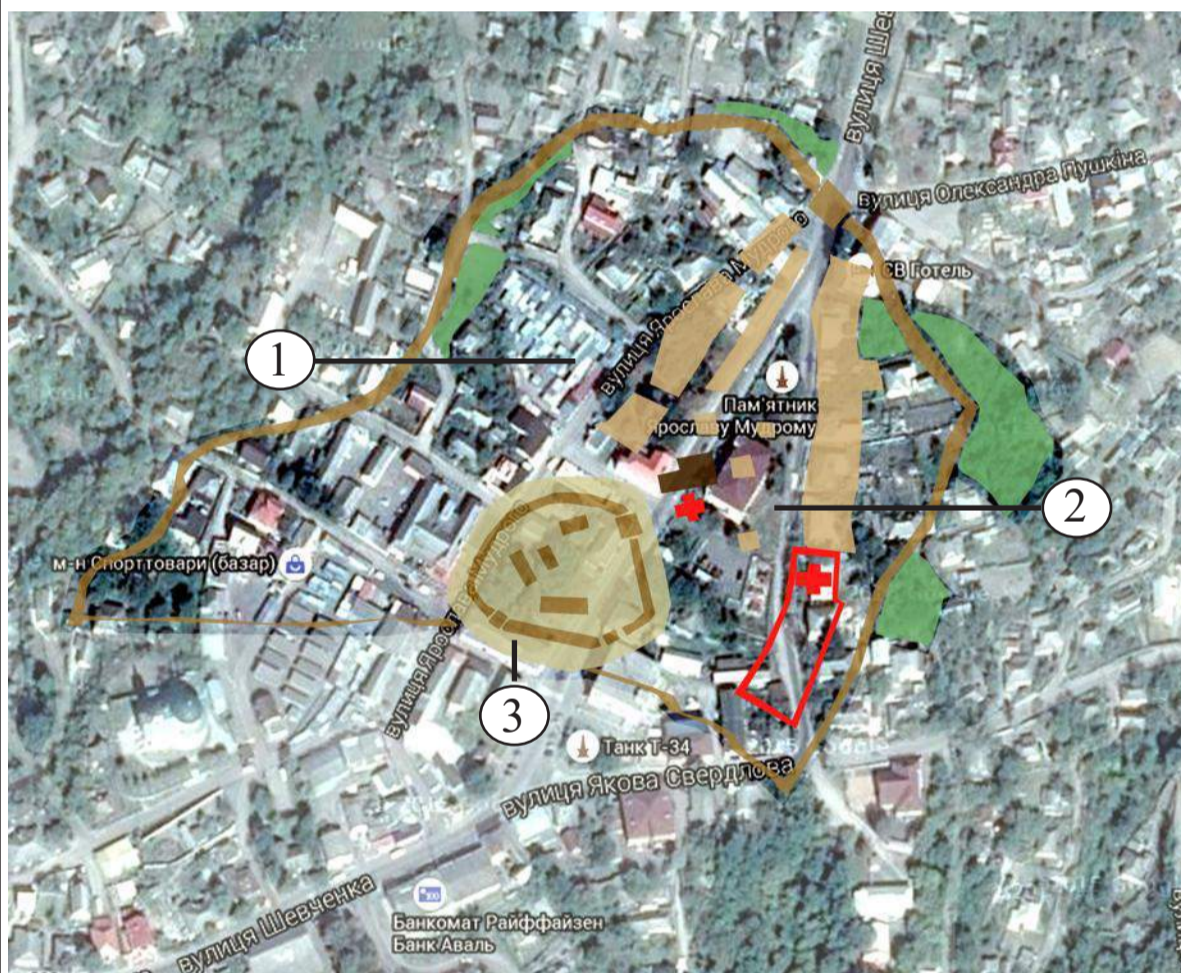 вулиця Шев
вулиця Олександра Пушкіна
вулиця Ярослава Мудрого
СВ Готель
1
Пам'ятник
Ярославу Мудрому
2
м-н Спорттовари (базар)
вулиця Ярослава Мудрого
3
Танк Т-34
вулиця Якова Свердлова
вулиця Шевченка
Банкомат Райффайзен
Банк Аваль